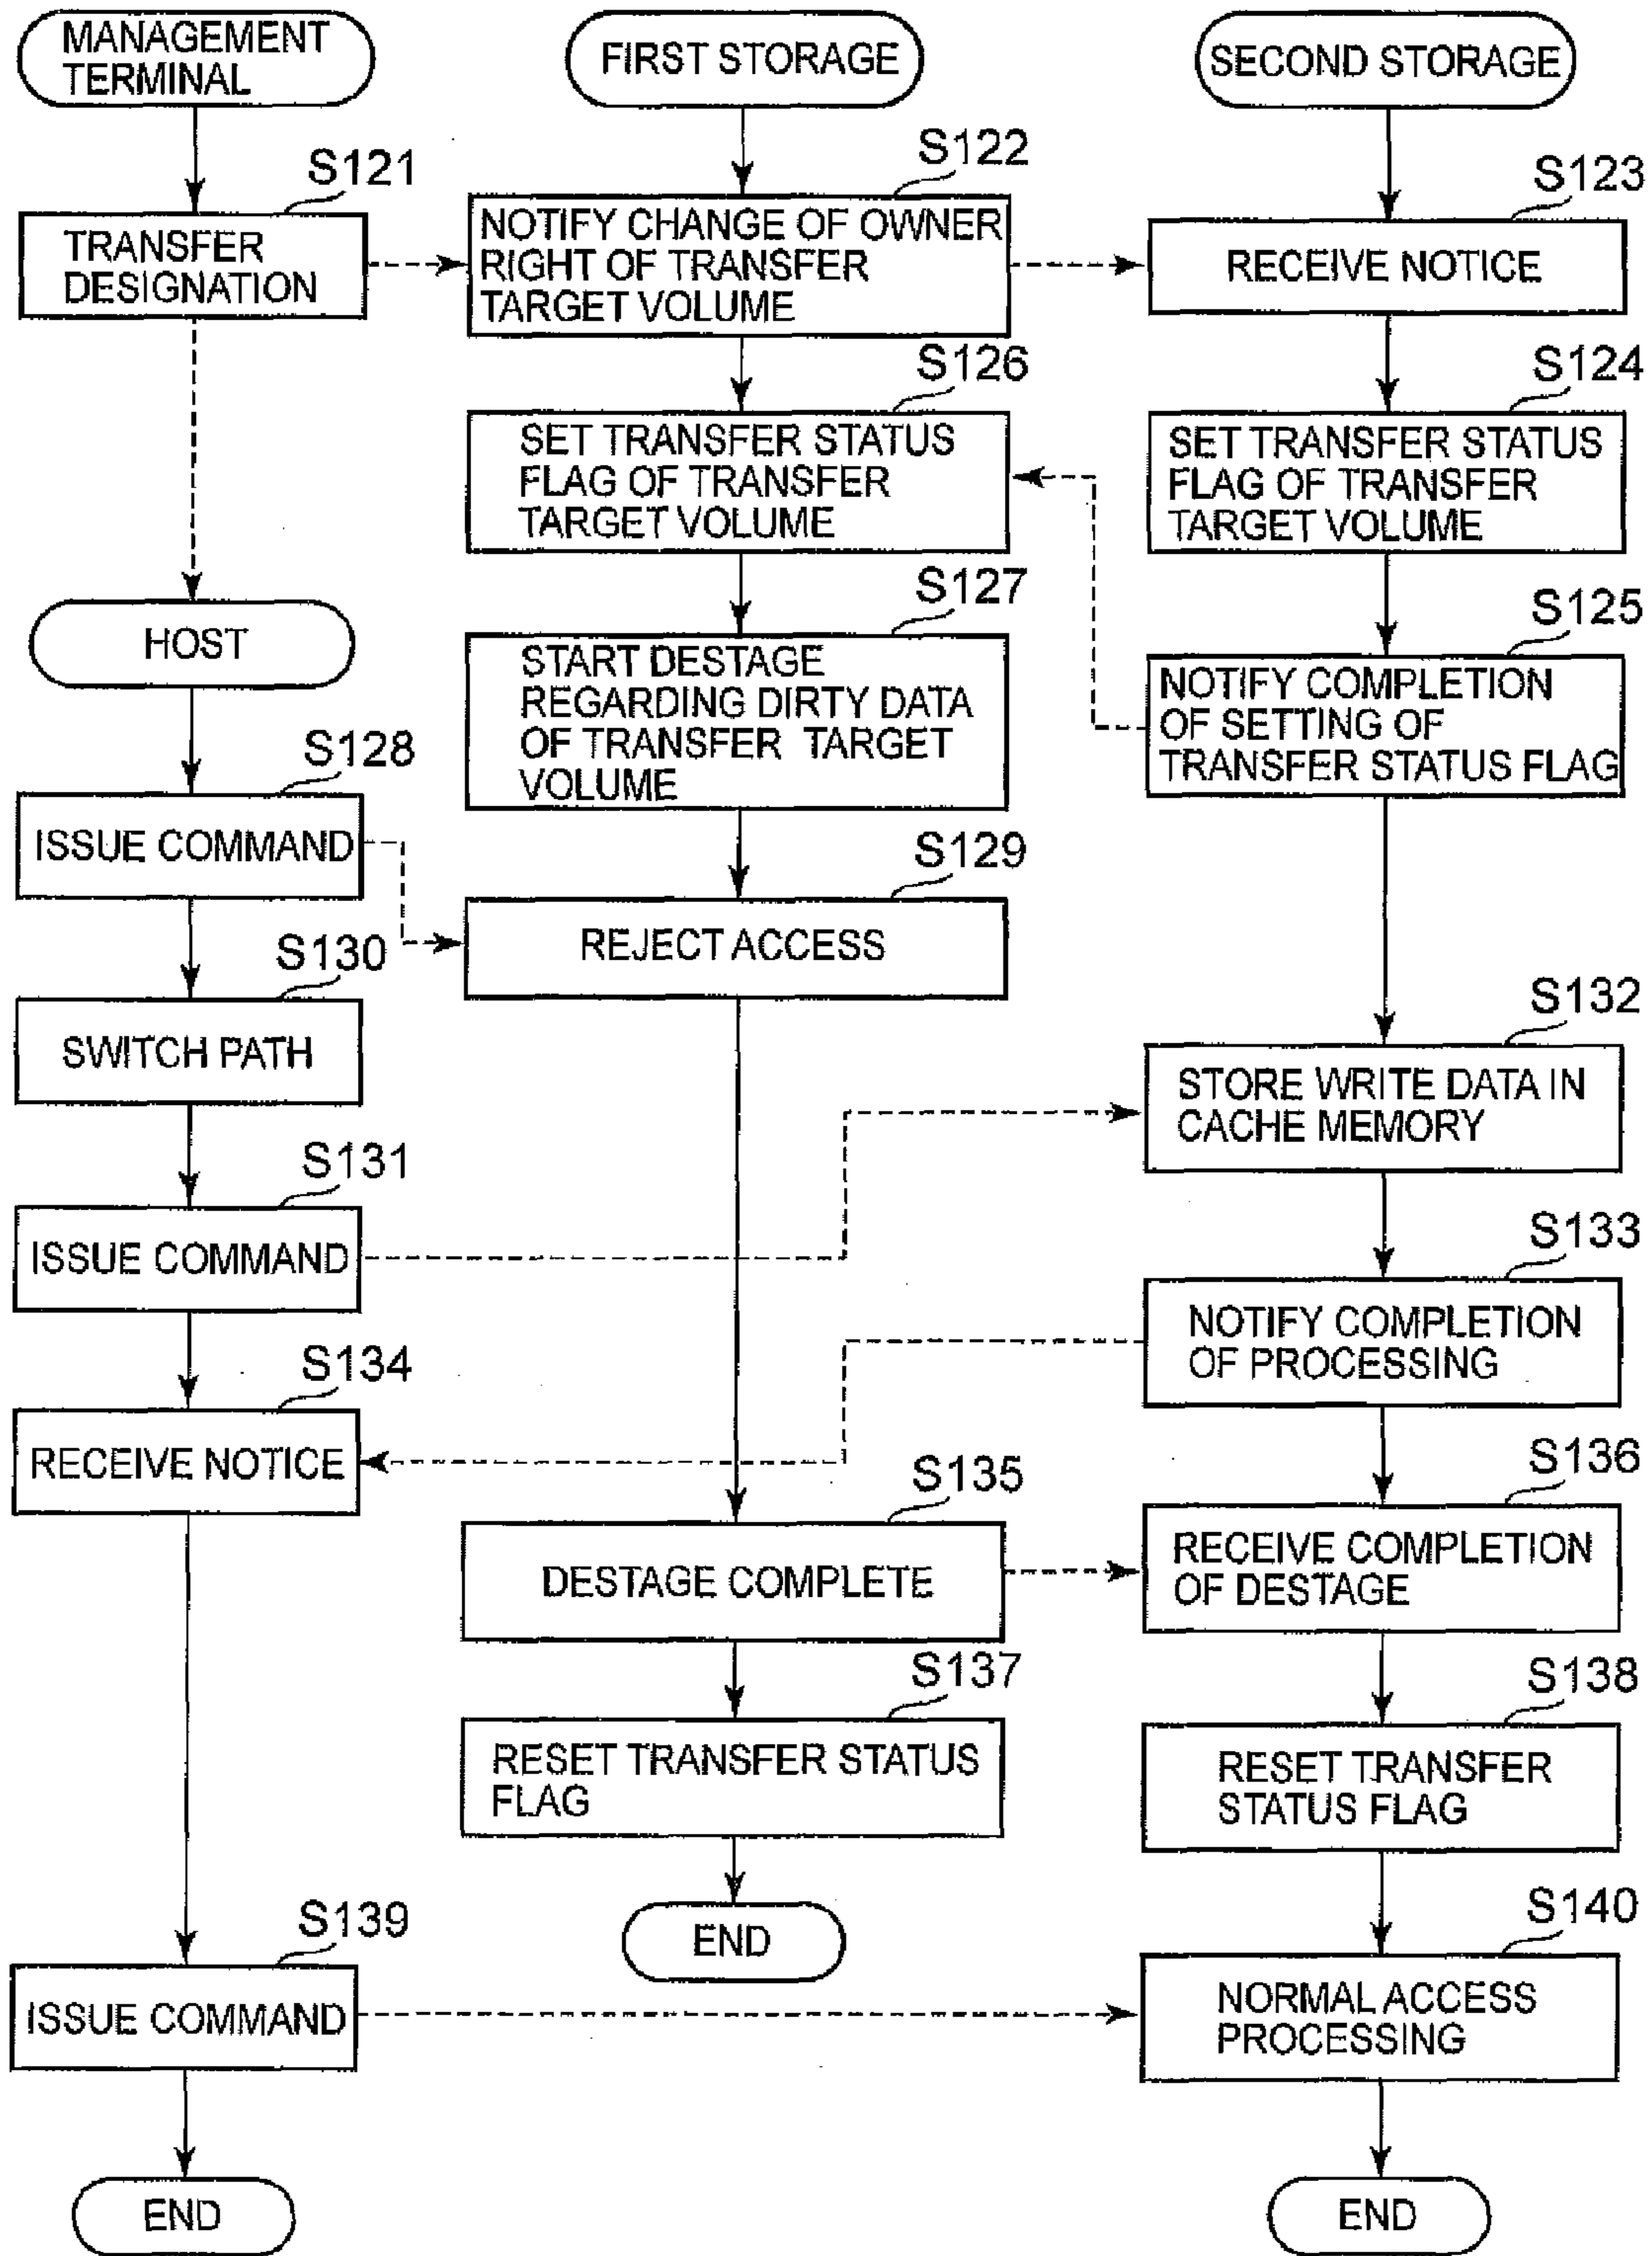 MANAGEMENT
TERMINAL
FIRST STORAGE
SECOND STORAGE
S121
TRANSFER
DESIGNATION
S122
NOTIFY CHANGE OF OWNER
RIGHT OF TRANSFER
TARGET VOLUME
S123
RECEIVE NOTICE
S126
SET TRANSFER STATUS
FLAG OF TRANSFER
TARGET VOLUME
S124
SET TRANSFER STATUS
FLAG OF TRANSFER
TARGET VOLUME
HOST
S127
START DESTAGE
REGARDING DIRTY DATA
OF TRANSFER TARGET
VOLUME
S125
NOTIFY COMPLETION
OF SETTING OF
TRANSFER STATUS FLAG
S128
ISSUE COMMAND
S129
REJECT ACCESS
S130
SWITCH PATH
S132
STORE WRITE DATA IN
CACHE MEMORY
S131
ISSUE COMMAND
S133
NOTIFY COMPLETION
OF PROCESSING
S134
RECEIVE NOTICE
S135
DESTAGE COMPLETE
S136
RECEIVE COMPLETION
OF DESTAGE
S137
RESET TRANSFER STATUS
FLAG
S138
RESET TRANSFER
STATUS FLAG
END
S139
ISSUE COMMAND
S140
NORMAL ACCESS
PROCESSING
END
END